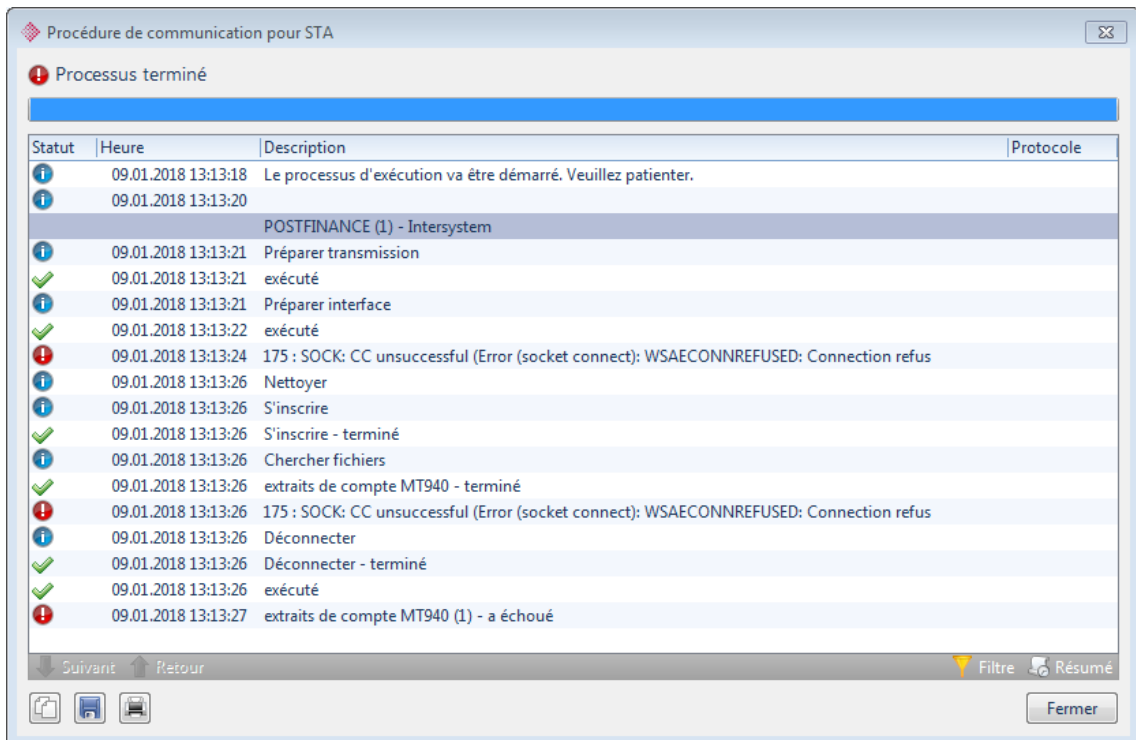 Procédure de communication pour STA
Processus terminé
Statut Heure Description Protocole
09.01.2018 13:13:18 Le processus d'exécution va être démarré. Veuillez patienter.
09.01.2018 13:13:20
POSTFINANCE (1) - Intersystem
09.01.2018 13:13:21 Préparer transmission
09.01.2018 13:13:21 exécuté
09.01.2018 13:13:21 Préparer interface
09.01.2018 13:13:22 exécuté
09.01.2018 13:13:24 175 : SOCK: CC unsuccessful (Error (socket connect): WSAECONNREFUSED: Connection refus
09.01.2018 13:13:26 Nettoyer
09.01.2018 13:13:26 S'inscrire
09.01.2018 13:13:26 S'inscrire - terminé
09.01.2018 13:13:26 Chercher fichiers
09.01.2018 13:13:26 extraits de compte MT940 - terminé
09.01.2018 13:13:26 175 : SOCK: CC unsuccessful (Error (socket connect): WSAECONNREFUSED: Connection refus
09.01.2018 13:13:26 Déconnecter
09.01.2018 13:13:26 Déconnecter - terminé
09.01.2018 13:13:26 exécuté
09.01.2018 13:13:27 extraits de compte MT940 (1) - a échoué
Suivant Retour Filtre Résumé
Fermer